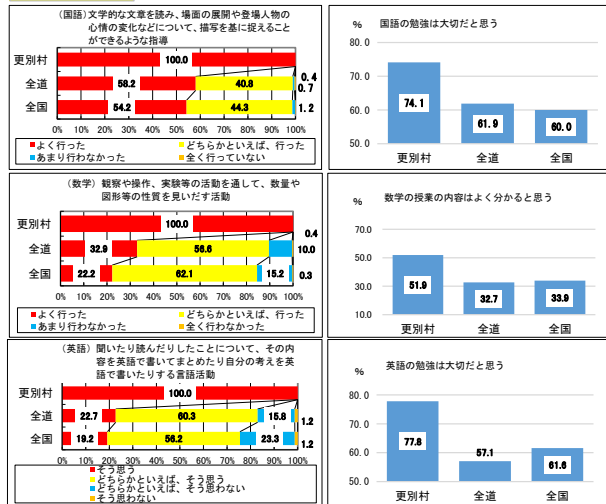 (国語)文学的な文章を読み、場面の展開や登場人物の
心情の変化などについて、描写を基に捉えること
ができるような指導
更別村
100.0
全道
58.2
40.8
0.4
0.7
全国
54.2
44.3
1.2
0% 10% 20% 30% 40% 50% 60% 70% 80% 90% 100%
よく行った
どちらかといえば、行った
あまり行わなかった
全く行っていない
% 国語の勉強は大切だと思う
80.0
70.0
60.0
50.0
74.1
61.9
60.0
更別村 全道 全国
(数学)観察や操作、実験等の活動を通して、数量や
図形等の性質を見いだす活動
更別村
100.0
0.4
全道
32.9
56.6
10.0
全国
22.2
62.1
15.2
0.3
0% 10% 20% 30% 40% 50% 60% 70% 80% 90% 100%
よく行った
どちらかといえば、行った
あまり行わなかった
全く行わなかった
% 数学の授業の内容はよく分かると思う
70.0
50.0
30.0
10.0
51.9
32.7
33.9
更別村 全道 全国
(英語)聞いたり読んだりしたことについて、その内
容を英語で書いてまとめたり自分の考えを英
語で書いたりする言語活動
更別村
100.0
全道
22.7
60.3
15.8
1.2
全国
19.2
56.2
23.3
1.2
0% 10% 20% 30% 40% 50% 60% 70% 80% 90% 100%
そう思う
どちらかといえば、そう思う
どちらかといえば、そう思わない
そう思わない
% 英語の勉強は大切だと思う
80.0
70.0
60.0
50.0
77.8
57.1
61.6
更別村 全道 全国